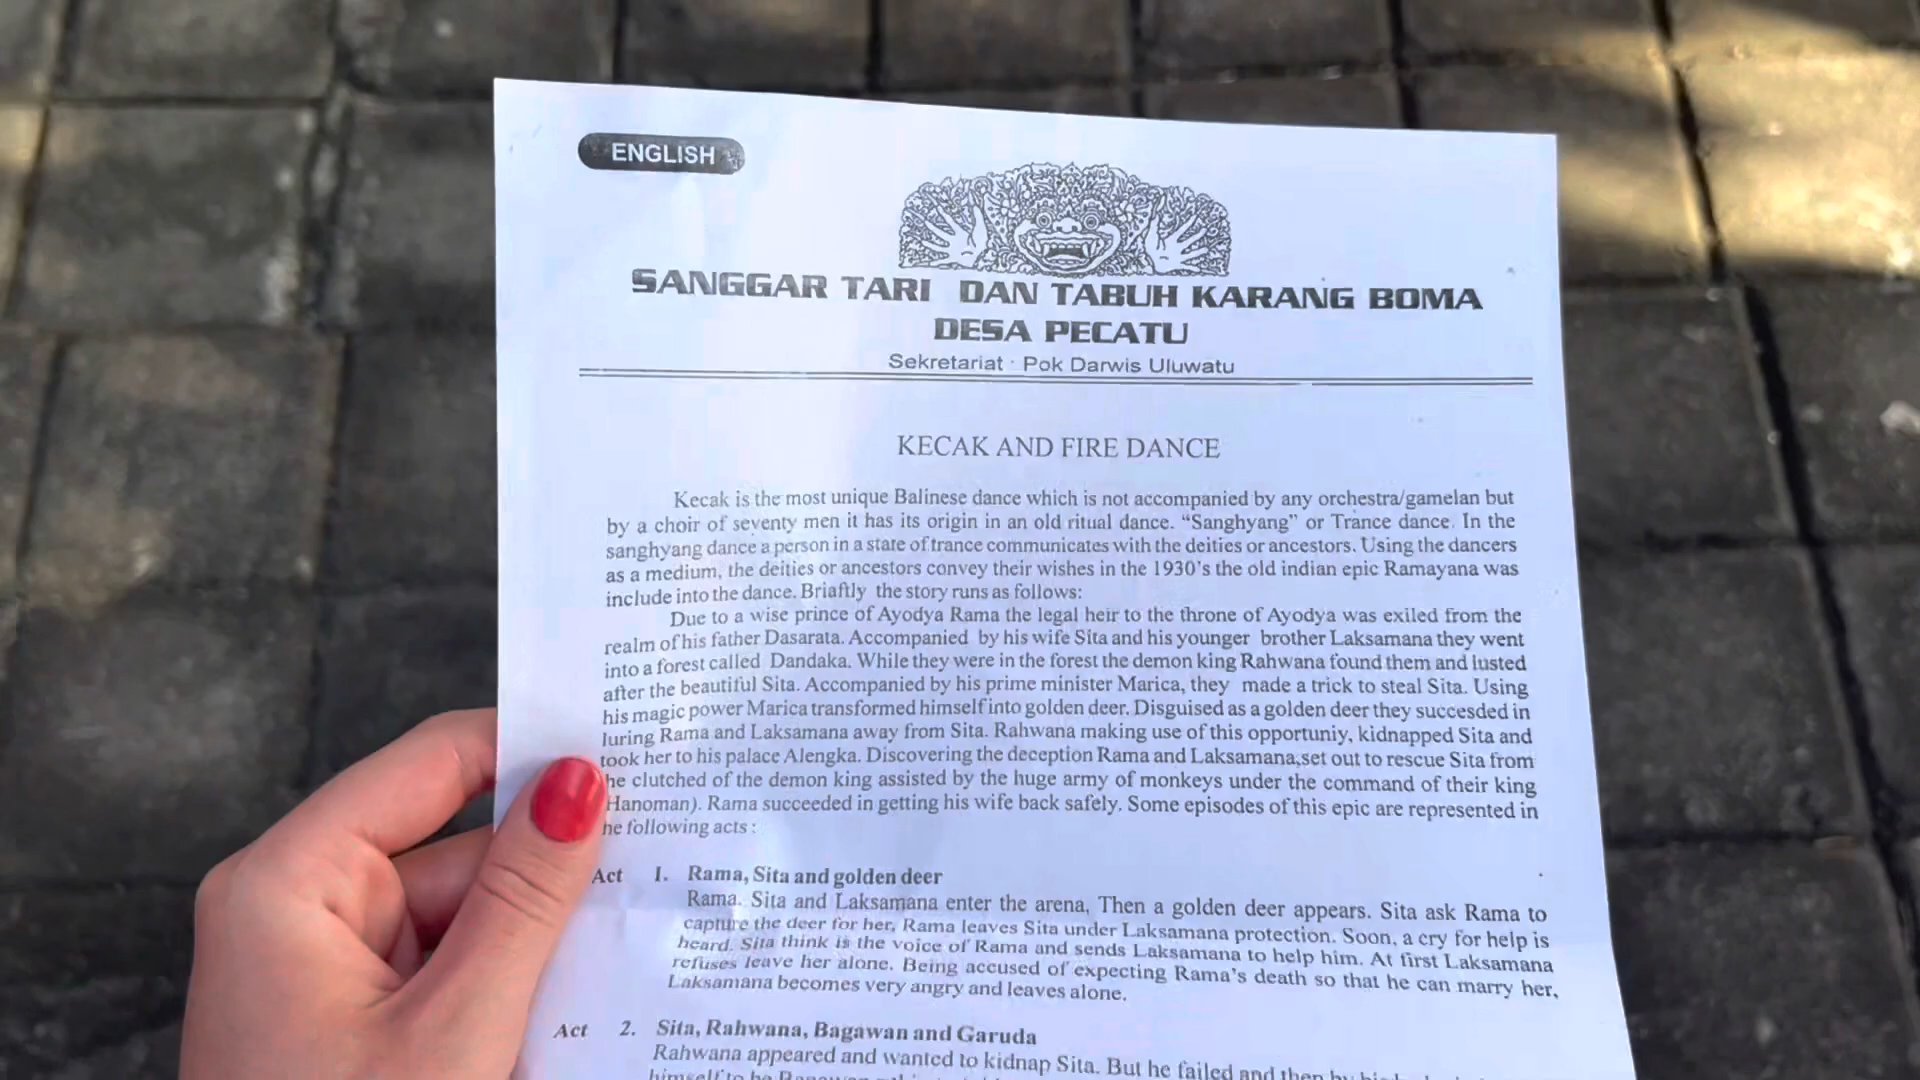 ENGLISH
SANGGAR TARI DAN TABUH KARANG BOMA
DESA PECATU
Sekretariat · Pok Darwis Uluwatu
KECAK AND FIRE DANCE
Kecak is the most unique Balinese dance which is not accompanied by any orchestra/gamelan but
by a choir of seventy men it has its origin in an old ritual dance. “Sanghyang” or Trance dance. In the
sanghyang dance a person in a state of trance communicates with the deities or ancestors. Using the dancers
as a medium, the deities or ancestors convey their wishes in the 1930's the old indian epic Ramayana was
include into the dance. Briaftly the story runs as follows:
Due to a wise prince of Ayodya Rama the legal heir to the throne of Ayodya was exiled from the
realm of his father Dasarata. Accompanied by his wife Sita and his younger brother Laksamana they went
into a forest called Dandaka. While they were in the forest the demon king Rahwana found them and lusted
after the beautiful Sita. Accompanied by his prime minister Marica, they made a trick to steal Sita. Using
his magic power Marica transformed himself into golden deer. Disguised as a golden deer they succesded in
luring Rama and Laksamana away from Sita. Rahwana making use of this opportuniy, kidnapped Sita and
took her to his palace Alengka. Discovering the deception Rama and Laksamana,set out to rescue Sita from
he clutched of the demon king assisted by the huge army of monkeys under the command of their king
Hanoman). Rama succeeded in getting his wife back safely. Some episodes of this epic are represented in
he following acts :
Act 1. Rama, Sita and golden deer
Rama. Sita and Laksamana enter the arena, Then a golden deer appears. Sita ask Rama to
capture the deer for her, Rama leaves Sita under Laksamana protection. Soon, a cry for help is
heard. Sita think is the voice of Rama and sends Laksamana to help him. At first Laksamana
refuses leave her alone. Being accused of expecting Rama's death so that he can marry her,
Laksamana becomes very angry and leaves alone.
Act 2. Sita, Rahwana, Bagawan and Garuda
Rahwana appeared and wanted to kidnap Sita. But he failed and then by
himself to be